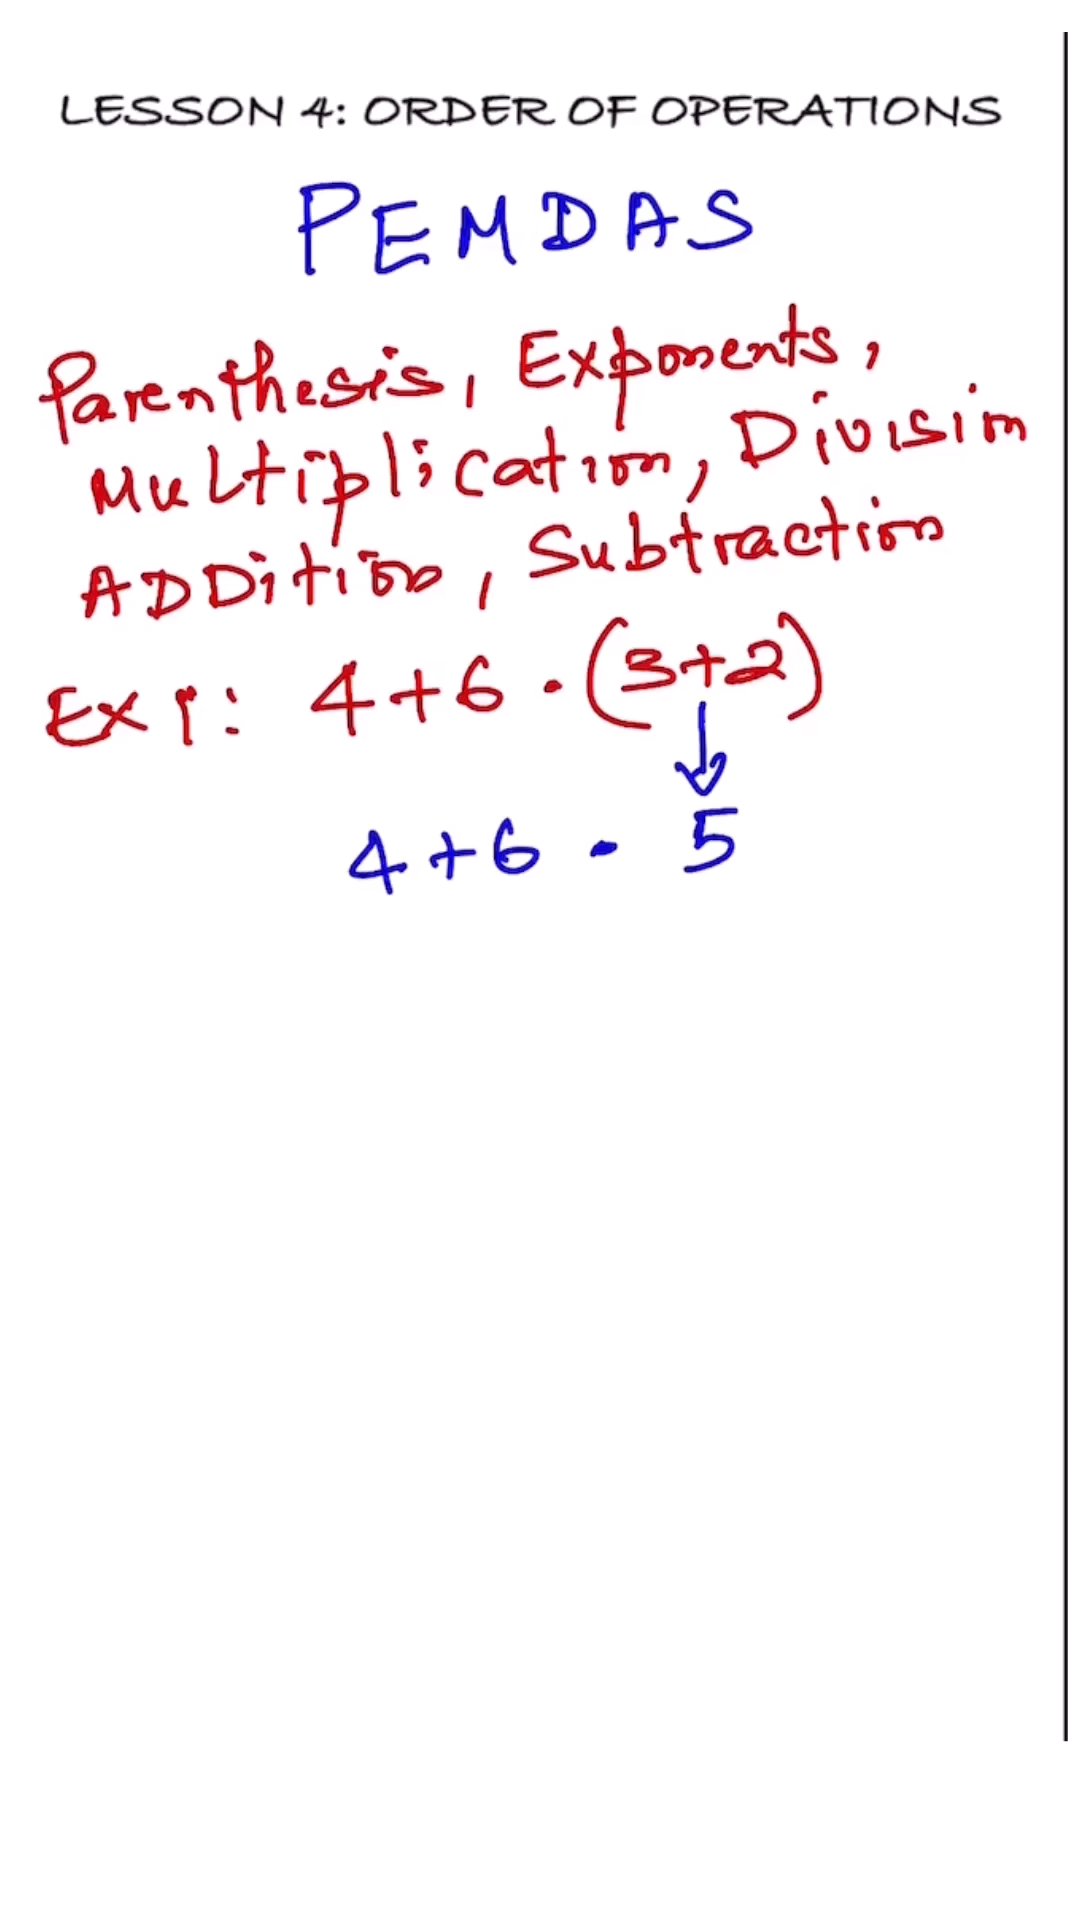 LESSON 4: ORDER OF OPERATIONS
PEMDAS
Parenthesis, Exponents,
Multiplication, Division
ADDition, Subtraction
Ex 1: 4+6 · (3+2)
4+6 · 5